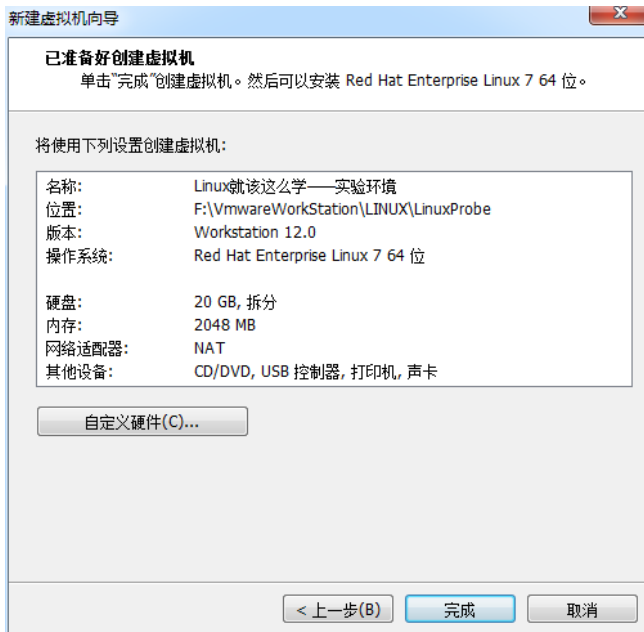 新建虚拟机向导
已准备好创建虚拟机
单击"完成"创建虚拟机。然后可以安装 Red Hat Enterprise Linux 7 64 位。
将使用下列设置创建虚拟机:
名称: Linux就该这么学——实验环境
位置: F:\VmwareWorkStation\LINUX\LinuxProbe
版本: Workstation 12.0
操作系统: Red Hat Enterprise Linux 7 64 位
硬盘: 20 GB, 拆分
内存: 2048 MB
网络适配器: NAT
其他设备: CD/DVD, USB 控制器, 打印机, 声卡
自定义硬件(C)...
< 上一步(B) 完成 取消